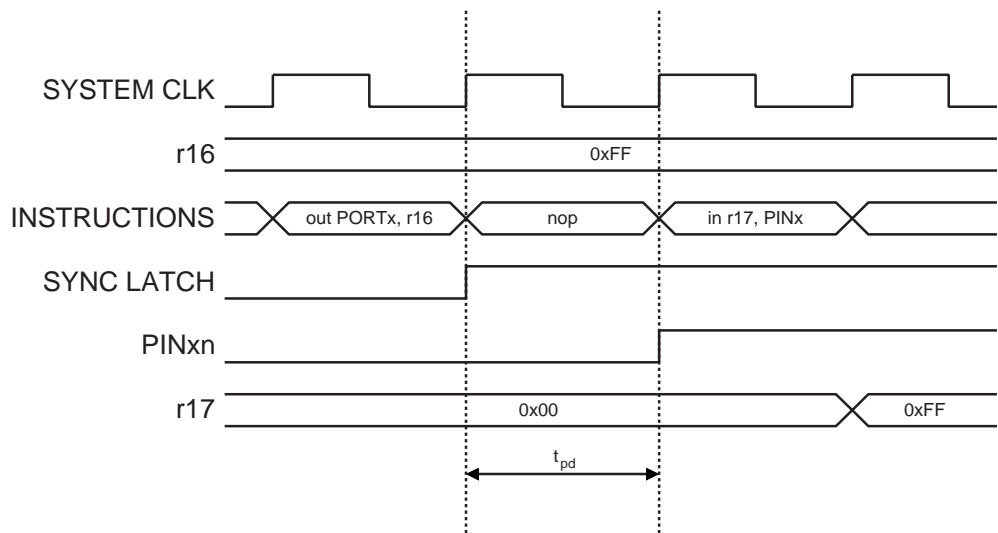 SYSTEM CLK
r16
0xFF
INSTRUCTIONS
out PORTx, r16
nop
in r17, PINx
SYNC LATCH
PINxn
r17
0x00
0xFF
tpd